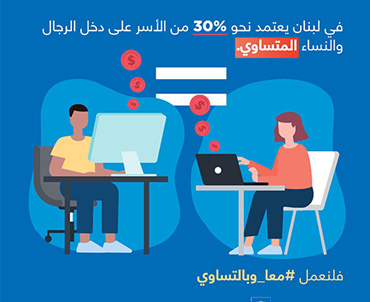 في لبنان يعتمد نحو 30% من الأسر على دخل الرجال
والنساء المتساوي.
فلنعمل #معا_وبالتساوي